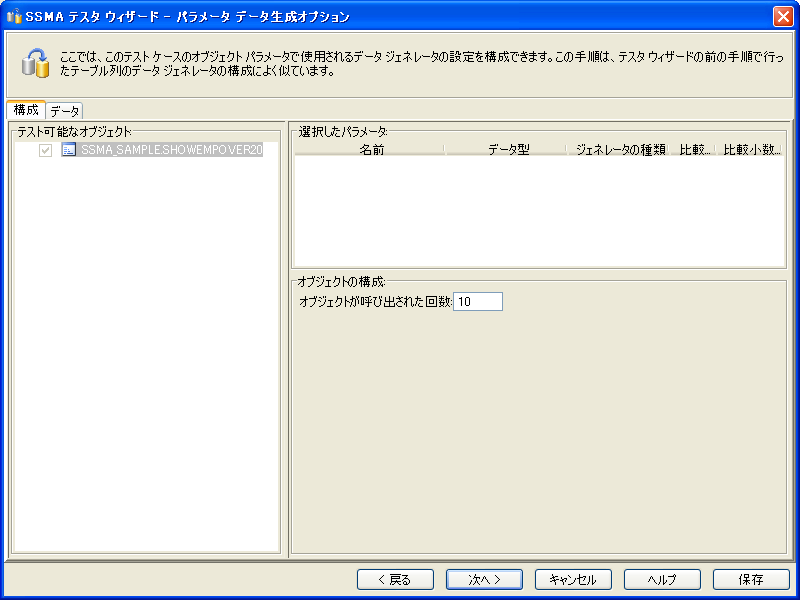 SSMA テスタ ウィザード - パラメータ データ生成オプション
ここでは、このテスト ケースのオブジェクト パラメータで使用されるデータ ジェネレータの設定を構成できます。この手順は、テスタ ウィザードの前の手順で行っ
たテーブル列のデータ ジェネレータの構成によく似ています。
構成 データ
テスト可能なオブジェクト:
SSMA_SAMPLE.SHOWEMPOVER20
選択したパラメータ:
名前 データ型 ジェネレータの種類 比較... 比較小数...
オブジェクトの構成:
オブジェクトが呼び出された回数: 10
< 戻る 次へ > キャンセル ヘルプ 保存